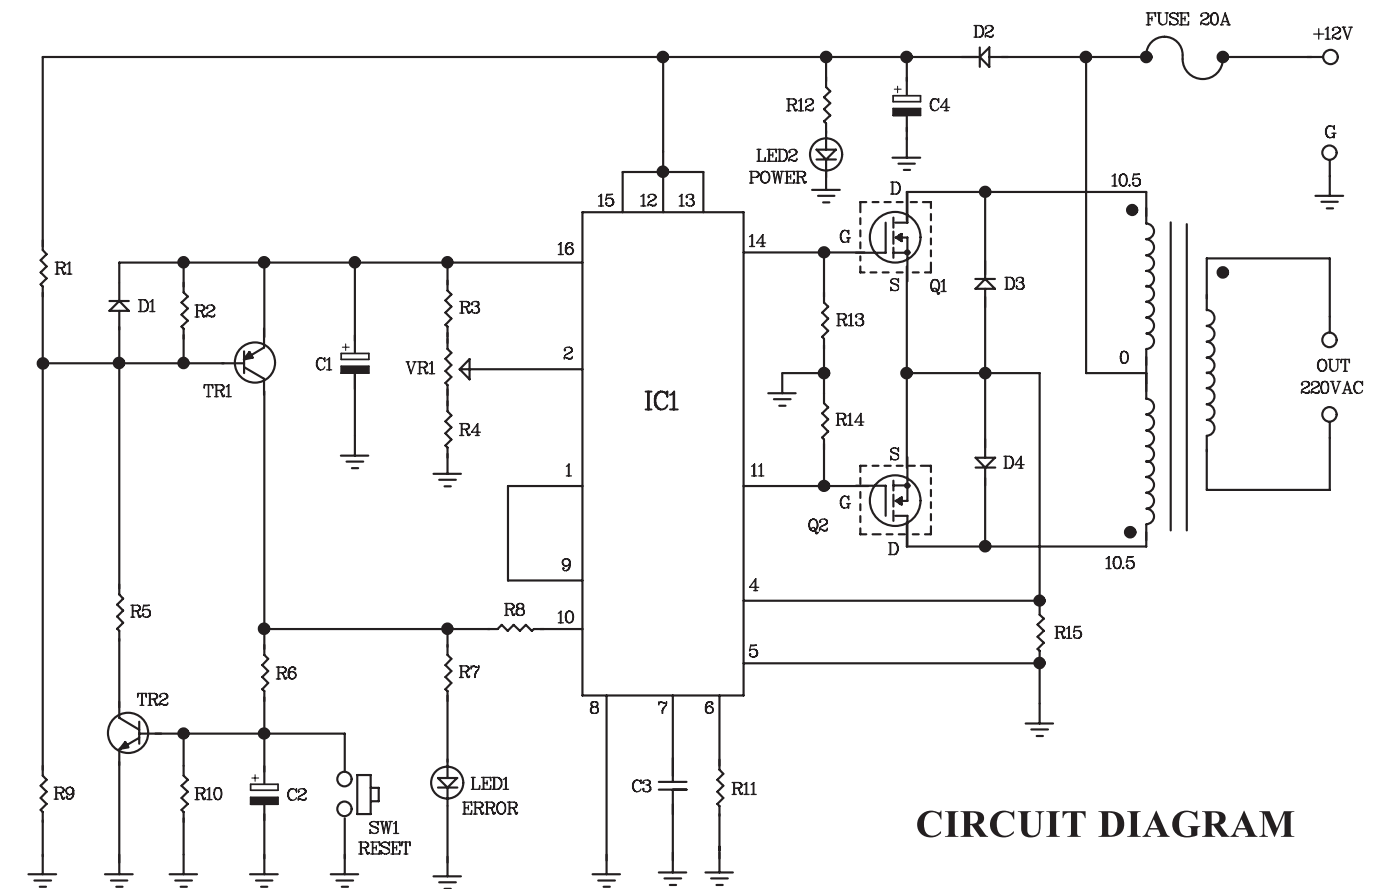 FUSE 20A
D2
+12V
R12
C4
G
LED2
POWER
D
10.5
15
12
13
G
14
16
S
Q1
D3
R1
D1
R2
R3
R13
C1
VR1
2
0
OUT
220VAC
TR1
IC1
R14
R4
S
D4
1
11
G
Q2
D
10.5
9
4
R8
10
R5
R15
5
R6
R7
TR2
8
7
6
R9
R10
C2
LED1
ERROR
C3
R11
SW1
RESET
CIRCUIT DIAGRAM
+
+
+